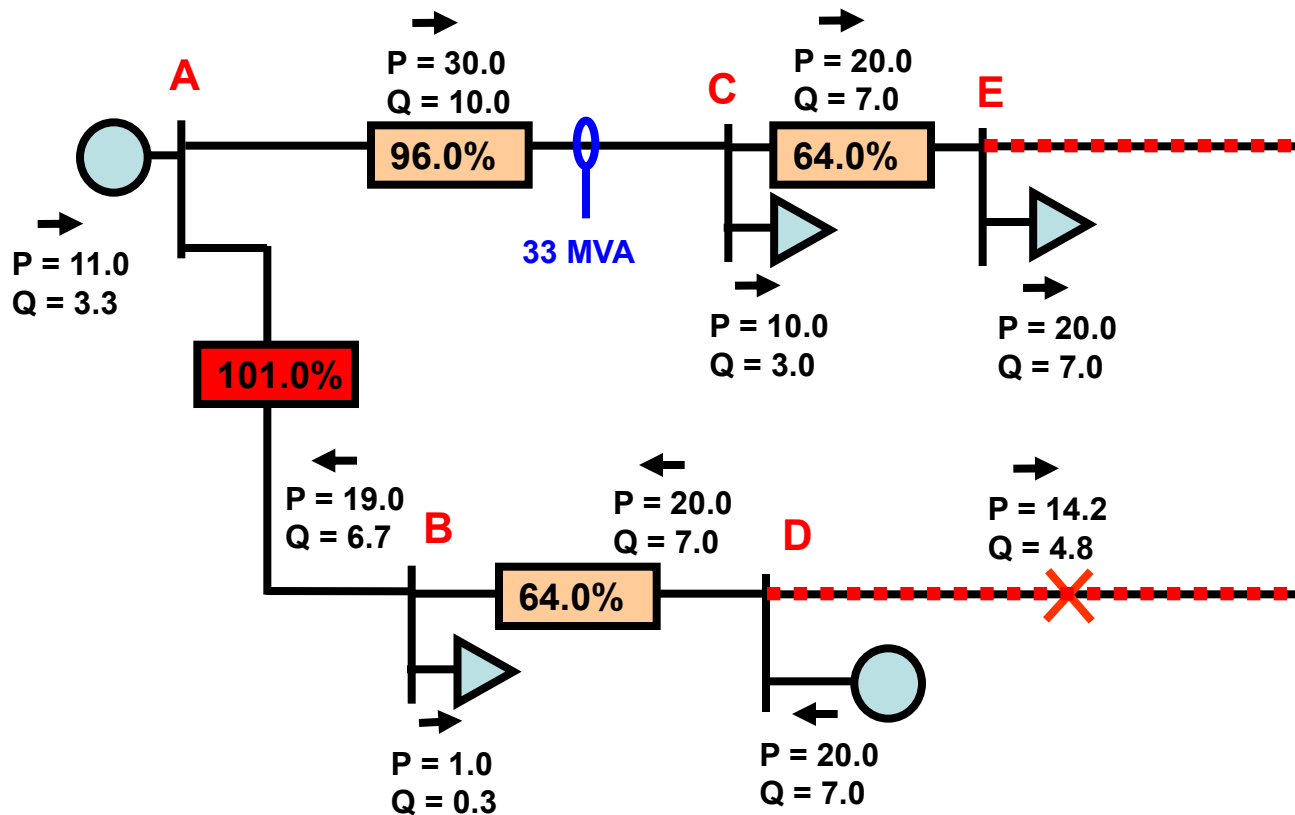 P = 30.0
Q = 10.0
P = 20.0
Q = 7.0
A
C
E
96.0%
64.0%
33 MVA
P = 11.0
Q = 3.3
P = 10.0
Q = 3.0
P = 20.0
Q = 7.0
101.0%
P = 19.0
Q = 6.7
B
P = 20.0
Q = 7.0
D
P = 14.2
Q = 4.8
64.0%
P = 1.0
Q = 0.3
P = 20.0
Q = 7.0